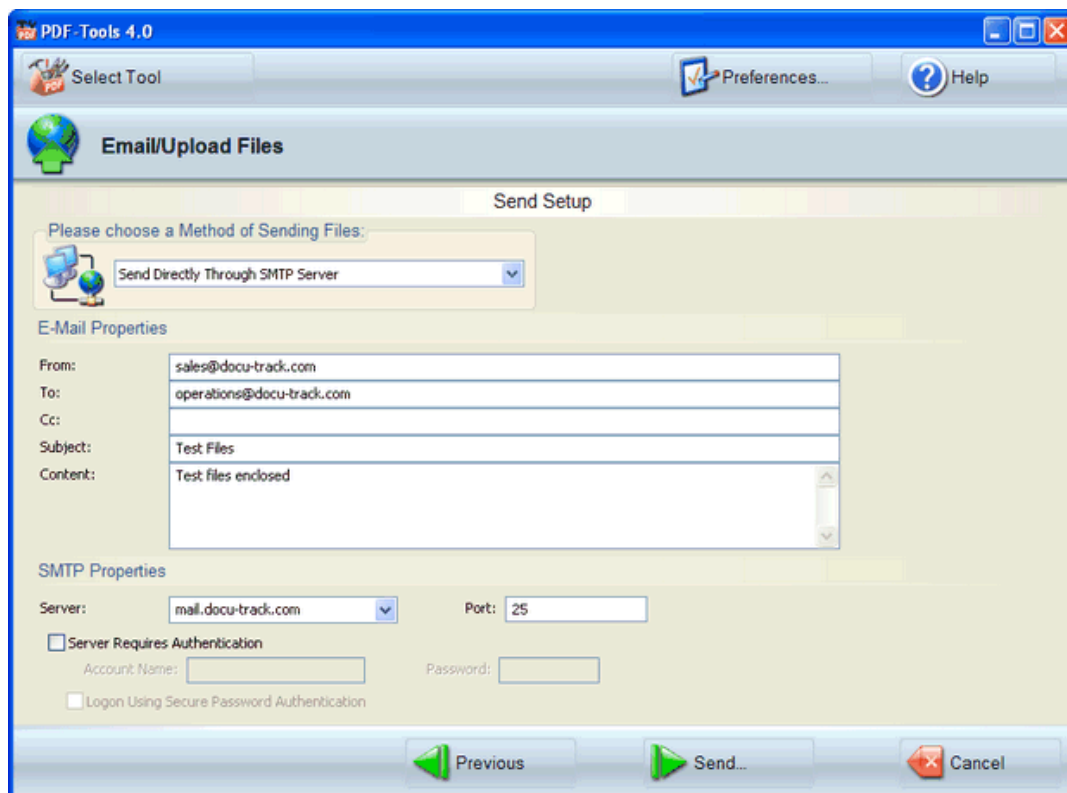 PDF-Tools 4.0
Select Tool Preferences... Help
Email/Upload Files
Send Setup
Please choose a Method of Sending Files:
Send Directly Through SMTP Server
E-Mail Properties
From: sales@docu-track.com
To: operations@docu-track.com
Cc:
Subject: Test Files
Content: Test files enclosed
SMTP Properties
Server: mail.docu-track.com Port: 25
Server Requires Authentication
Account Name: Password:
Logon Using Secure Password Authentication
Previous Send... Cancel